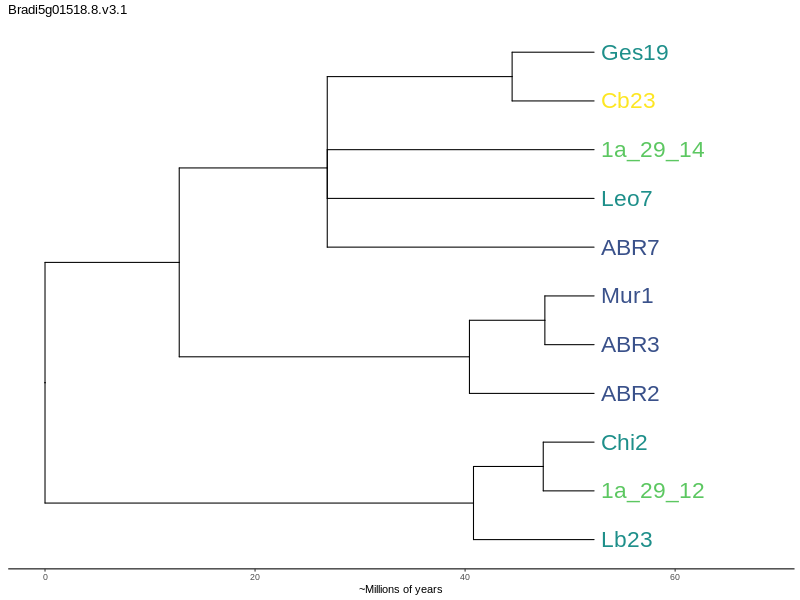 Bradi5g01518.8.v3.1
Ges19
Cb23
1a_29_14
Leo7
ABR7
Mur1
ABR3
ABR2
Chi2
1a_29_12
Lb23
0 20 40 60
~Millions of years